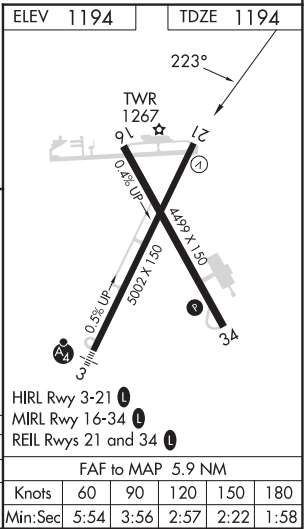 ELEV 1194
TDZE 1194
223°
TWR
1267
16
21
V
0.4% UP
4499 X 150
5002 X 150
0.5% UP
P
34
A4
3
HIRL Rwy 3-21 L
MIRL Rwy 16-34 L
REIL Rwys 21 and 34 L
FAF to MAP 5.9 NM
Knots 60 90 120 150 180
Min:Sec 5:54 3:56 2:57 2:22 1:58